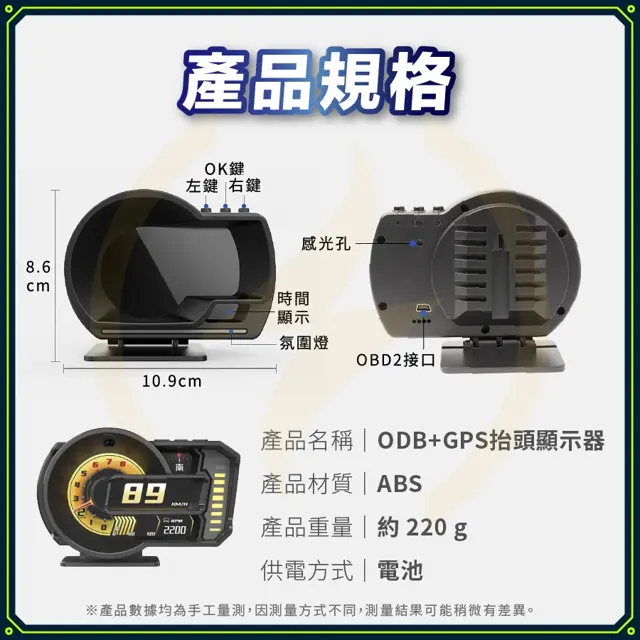 產品規格
OK鍵
左鍵 右鍵
8.6
cm
時間
顯示
氛圍燈
10.9cm
感光孔
OBD2接口
南
89
KM/H
RPM
2200
產品名稱｜ODB+GPS抬頭顯示器
產品材質｜ABS
產品重量｜約 220 g
供電方式｜電池
※產品數據均為手工量測，因測量方式不同，測量結果可能稍微有差異。